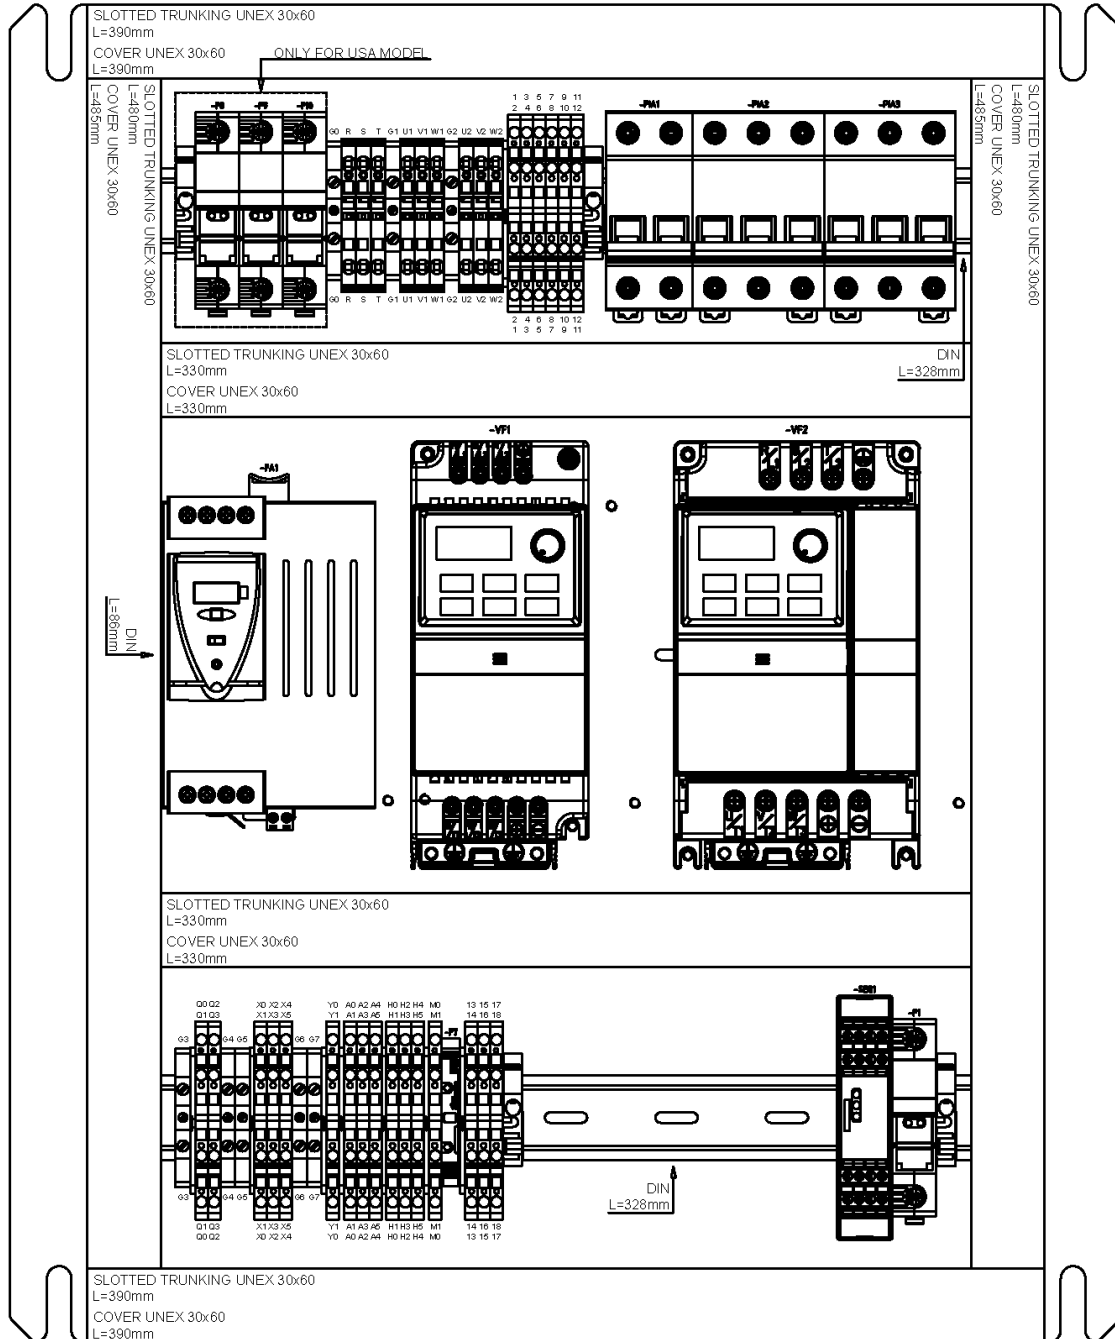 SLOTTED TRUNKING UNEX 30x60
L=390mm
COVER UNEX 30x60
L=390mm
ONLY FOR USA MODEL
SLOTTED TRUNKING UNEX 30x60
L=480mm
COVER UNEX 30x60
L=485mm
SLOTTED TRUNKING UNEX 30x60
L=480mm
COVER UNEX 30x60
L=485mm
-PIA1 -PIA2 -PIA3
1 3 5 7 9 11
2 4 6 8 10 12
G0 R S T G1 U1 V1 W1 G2 U2 V2 W2
G0 R S T G1 U1 V1 W1 G2 U2 V2 W2
2 4 6 8 10 12
1 3 5 7 9 11
SLOTTED TRUNKING UNEX 30x60
L=330mm
COVER UNEX 30x60
L=330mm
DIN
L=328mm
-VF1
-VF2
-FA1
DIN
L=86mm
SLOTTED TRUNKING UNEX 30x60
L=330mm
COVER UNEX 30x60
L=330mm
Q0 Q2 X0 X2 X4 Y0 A0 A2 A4 H0 H2 H4 M0 13 15 17
Q1 Q3 X1 X3 X5 Y1 A1 A3 A5 H1 H3 H5 M1 14 16 18
-F7
-F1
G3 G4 G5 G6 G7
DIN
L=328mm
G3 G4 G5 G6 G7
Q1 Q3 X1 X3 X5 Y1 A1 A3 A5 H1 H3 H5 M1 14 16 18
Q0 Q2 X0 X2 X4 Y0 A0 A2 A4 H0 H2 H4 M0 13 15 17
SLOTTED TRUNKING UNEX 30x60
L=390mm
COVER UNEX 30x60
L=390mm